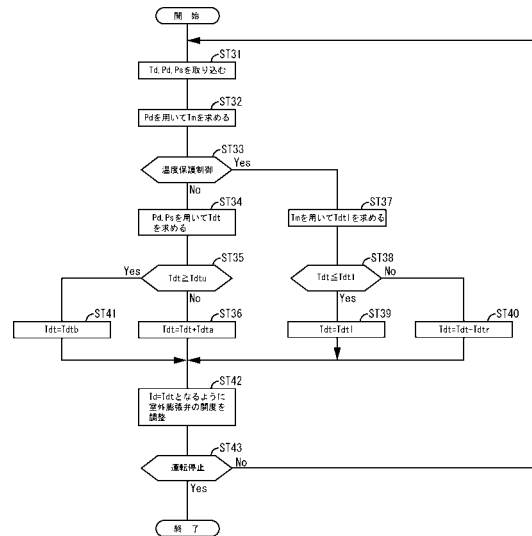 開 始
ST31
Td,Pd,Psを取り込む
ST32
Pdを用いてTmを求める
ST33
温度保護制御
Yes
No
ST34
Pd,Psを用いてTdt
を求める
ST37
Tmを用いてTdtlを求める
ST35
Tdt≧Tdtu
Yes
No
ST38
Tdt≦Tdtl
No
Yes
ST41
Tdt=Tdtb
ST36
Tdt=Tdt+Tdta
ST39
Tdt=Tdtl
ST40
Tdt=Tdt-Tdtr
ST42
Td=Tdtとなるように
室外膨張弁の開度を
調整
ST43
運転停止
No
Yes
終 了